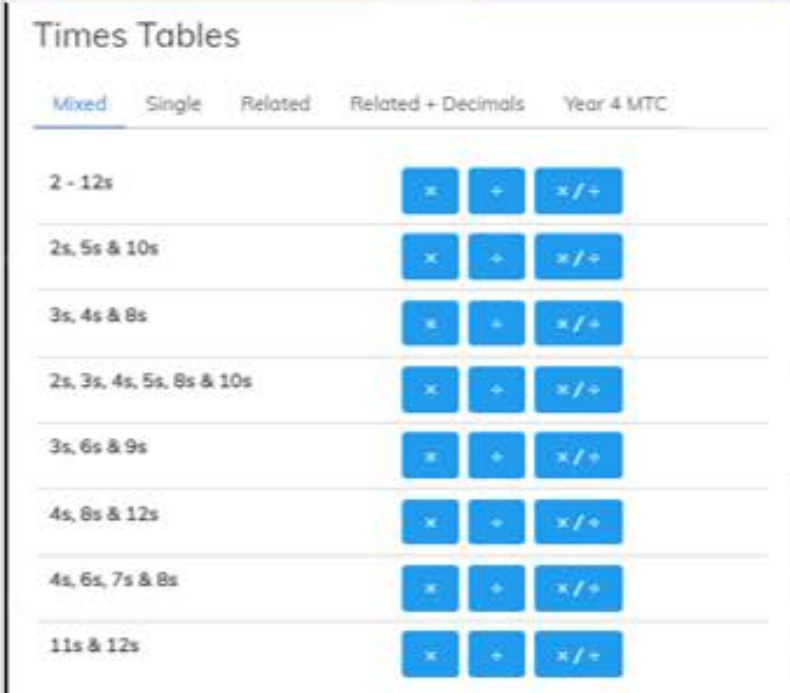 Times Tables
Mixed Single Related Related + Decimals Year 4 MTC
2 - 12s × ÷ ×/÷
2s, 5s & 10s × ÷ ×/÷
3s, 4s & 8s × ÷ ×/÷
2s, 3s, 4s, 5s, 8s & 10s × ÷ ×/÷
3s, 6s & 9s × ÷ ×/÷
4s, 8s & 12s × ÷ ×/÷
4s, 6s, 7s & 8s × ÷ ×/÷
11s & 12s × ÷ ×/÷